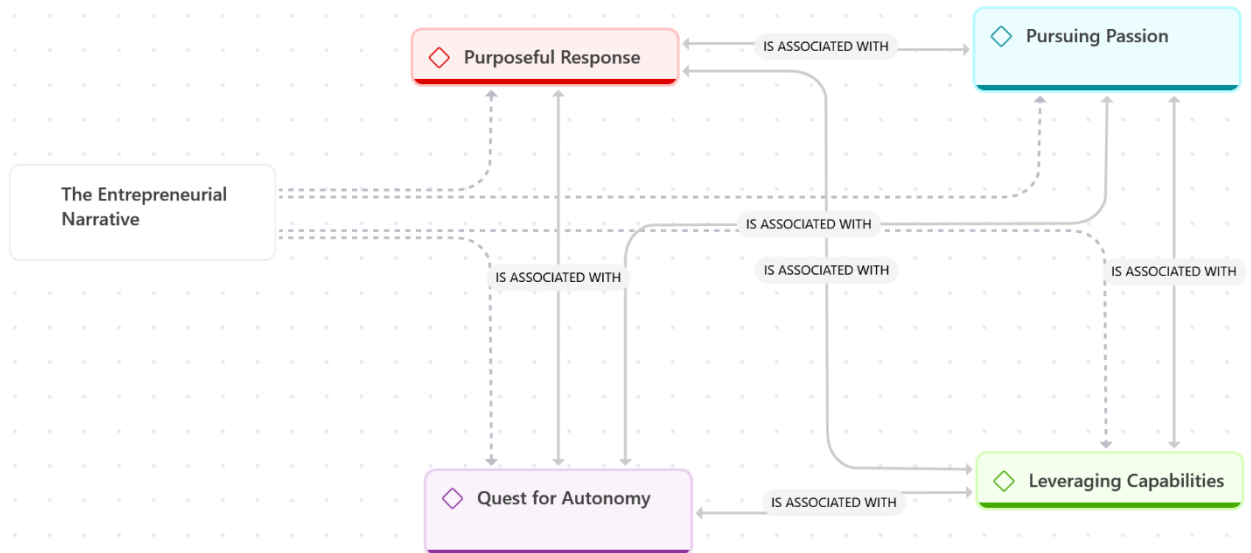 Purposeful Response
IS ASSOCIATED WITH
Pursuing Passion
The Entrepreneurial
Narrative
IS ASSOCIATED WITH
IS ASSOCIATED WITH
IS ASSOCIATED WITH
IS ASSOCIATED WITH
Quest for Autonomy
IS ASSOCIATED WITH
Leveraging Capabilities